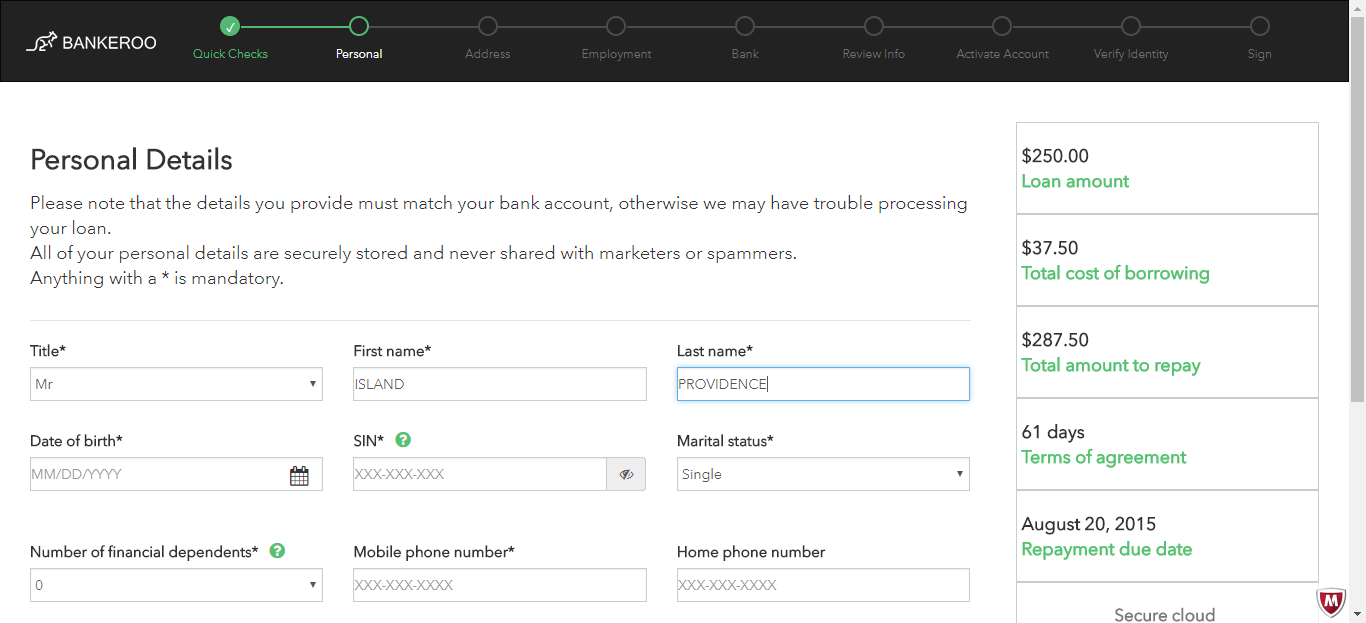 BANKEROO
Quick Checks
Personal
Address
Employment
Bank
Review Info
Activate Account
Verify Identity
Sign
Personal Details
Please note that the details you provide must match your bank account, otherwise we may have trouble processing
your loan.
All of your personal details are securely stored and never shared with marketers or spammers.
Anything with a * is mandatory.
Title*
First name*
Last name*
Mr
ISLAND
PROVIDENCE
Date of birth*
SIN* ?
Marital status*
MM/DD/YYYY
XXX-XXX-XXX
Single
Number of financial dependents* ?
Mobile phone number*
Home phone number
0
XXX-XXX-XXXX
XXX-XXX-XXXX
$250.00
Loan amount
$37.50
Total cost of borrowing
$287.50
Total amount to repay
61 days
Terms of agreement
August 20, 2015
Repayment due date
Secure cloud
M